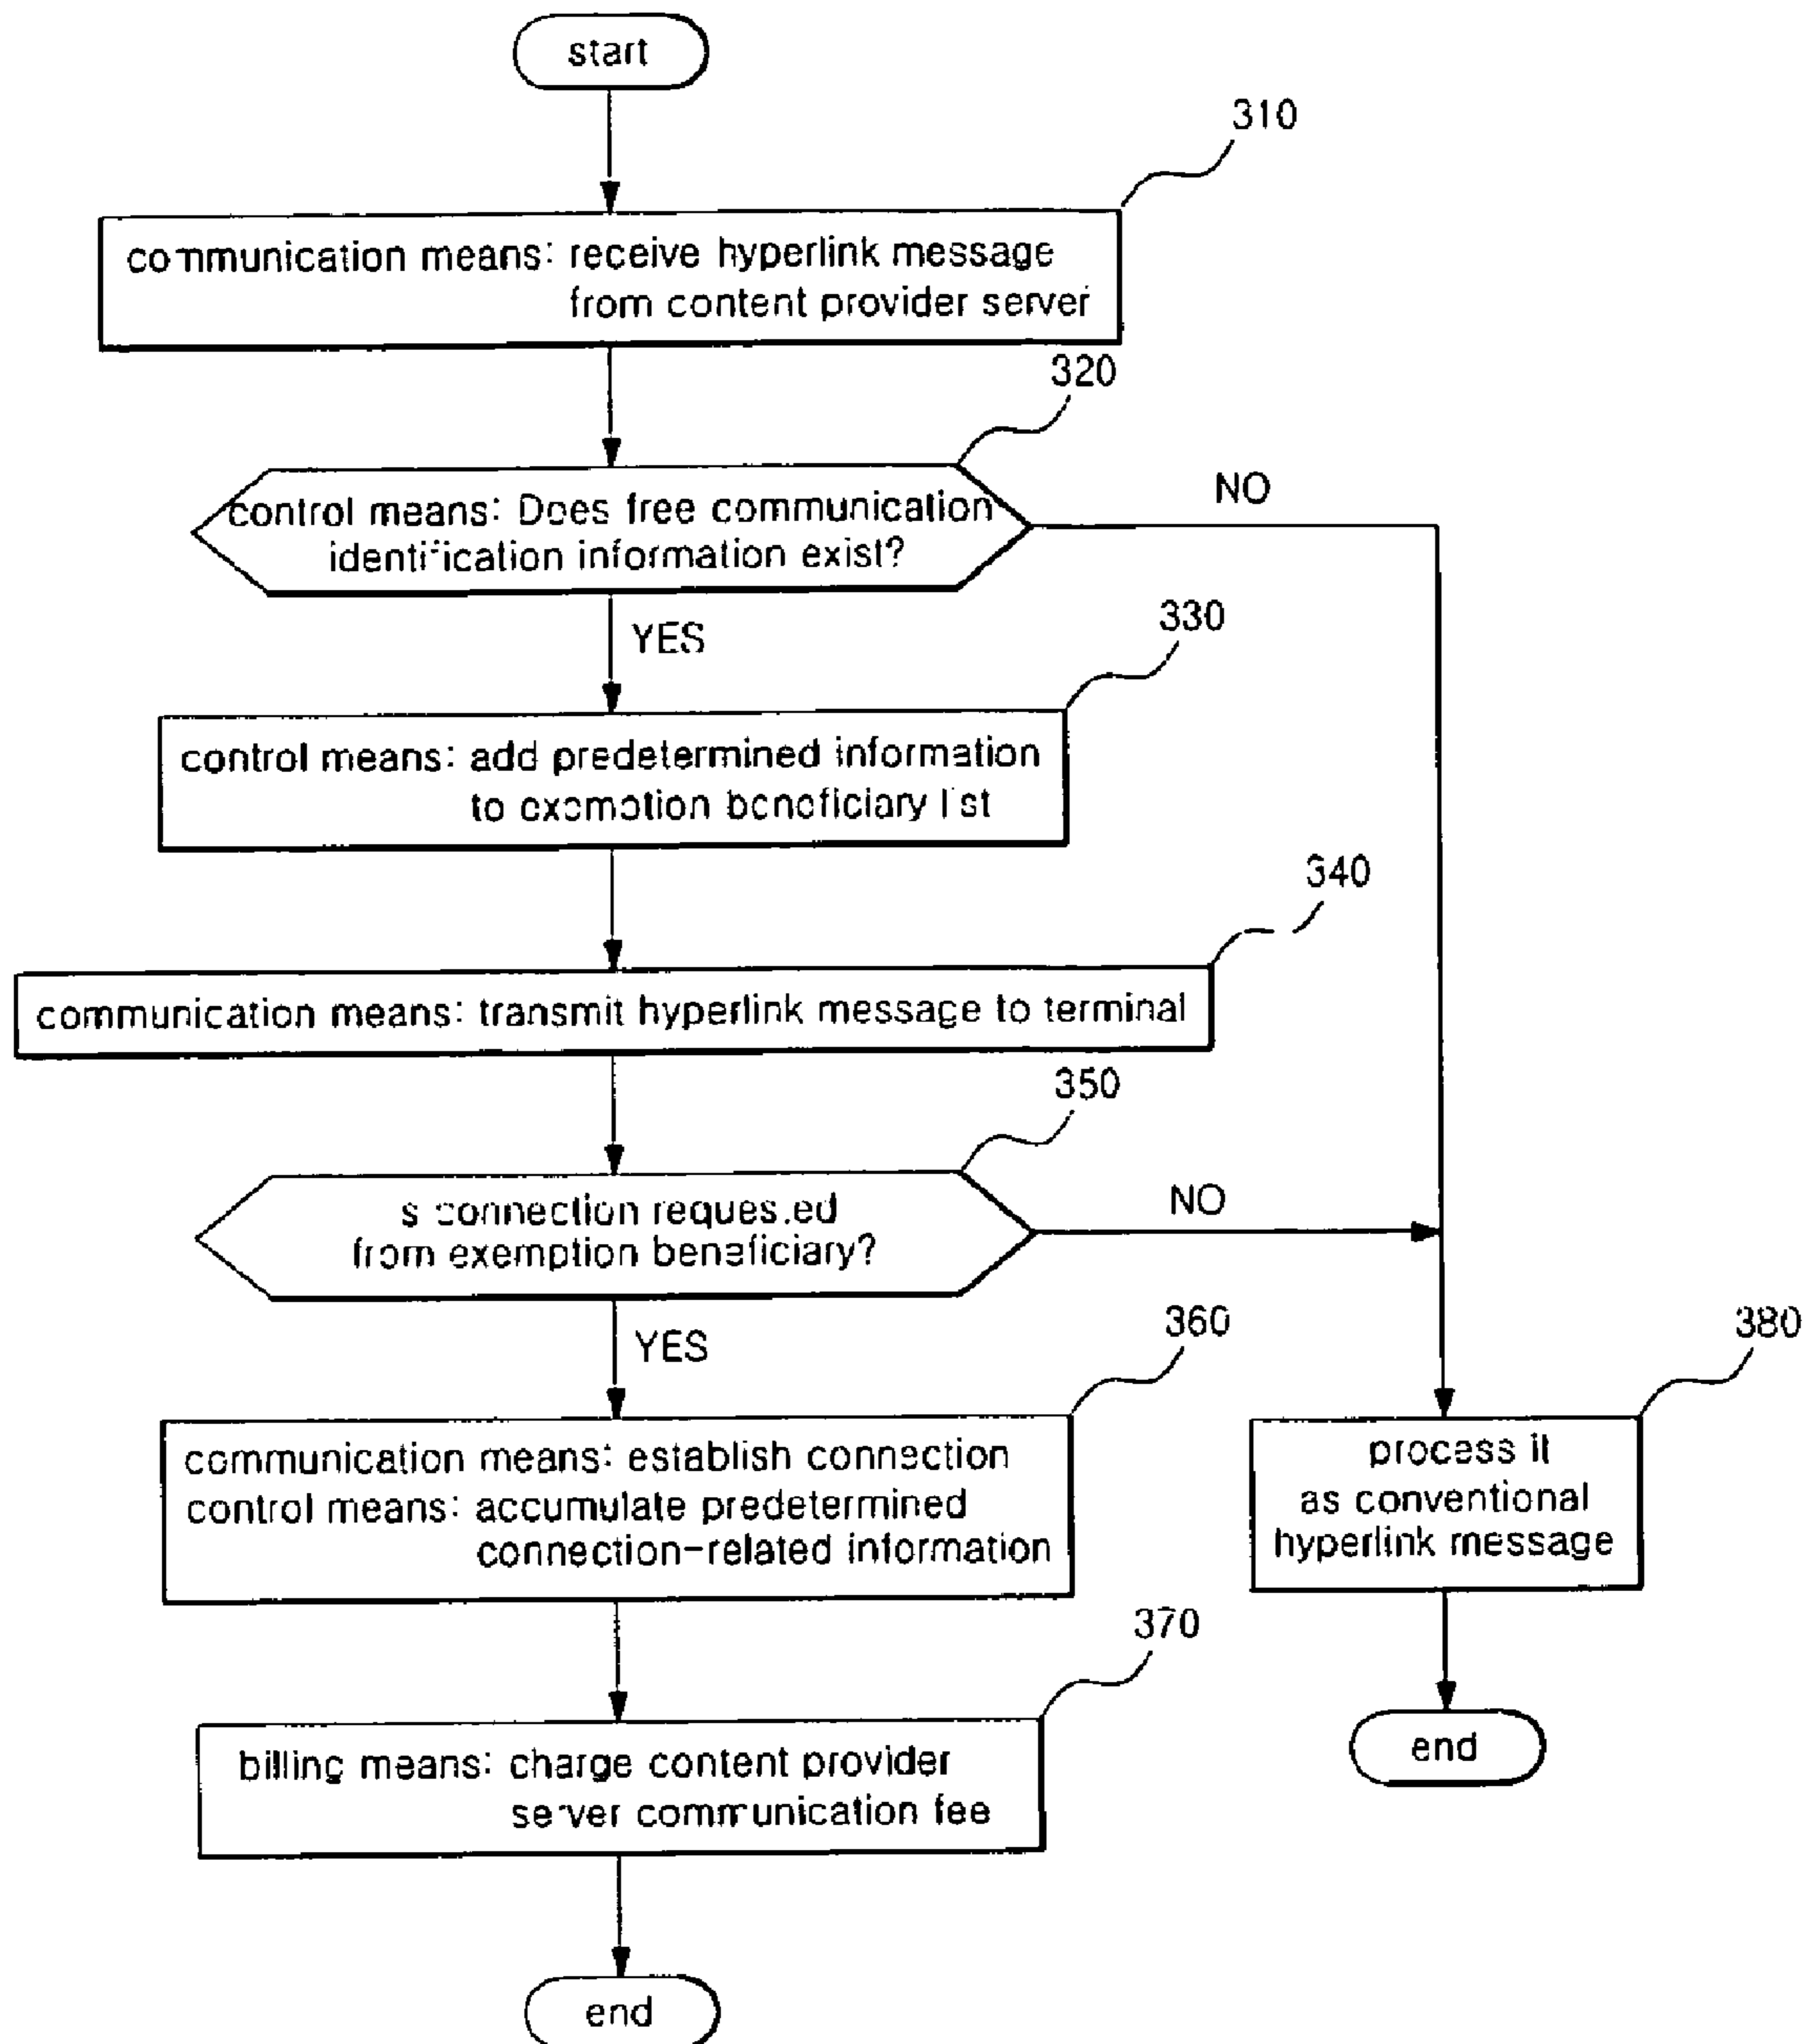 start
310
communication means: receive hyperlink message
from content provider server
320
control means: Does free communication
identification information exist?
NO
YES
330
control means: add predetermined information
to exemption beneficiary list
340
communication means: transmit hyperlink message to terminal
350
s connection requested
from exemption beneficiary?
NO
YES
360
380
communication means: establish connection
control means: accumulate predetermined
connection-related information
process it
as conventional
hyperlink message
370
billing means: charge content provider
server communication fee
end
end